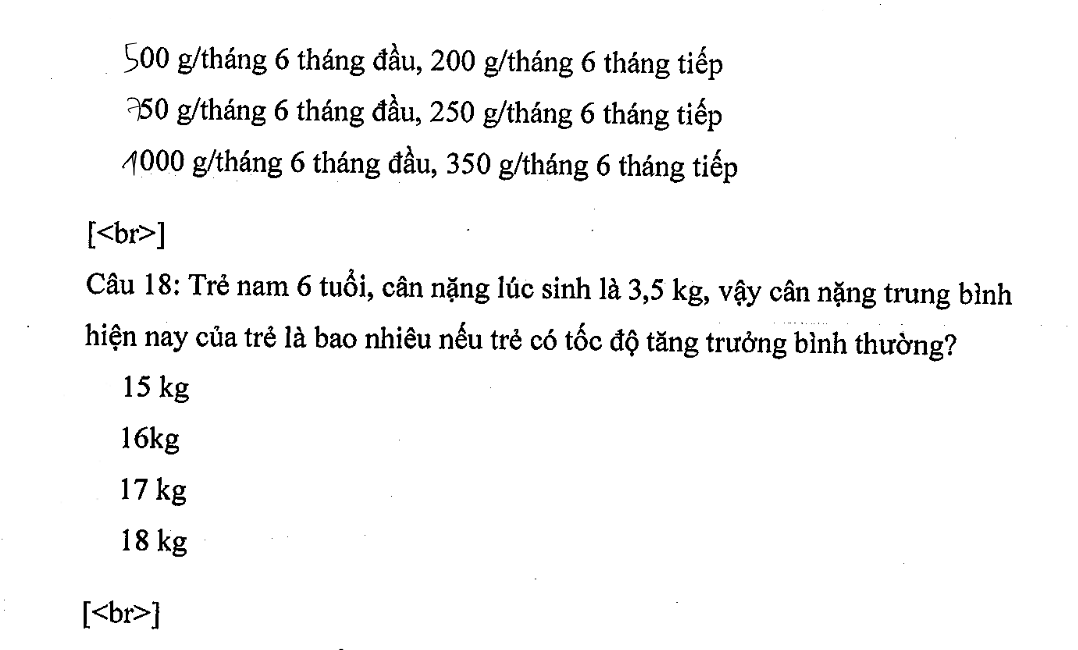 500 g/tháng 6 tháng đầu, 200 g/tháng 6 tháng tiếp
750 g/tháng 6 tháng đầu, 250 g/tháng 6 tháng tiếp
1000 g/tháng 6 tháng đầu, 350 g/tháng 6 tháng tiếp
[<br>]
Câu 18: Trẻ nam 6 tuổi, cân nặng lúc sinh là 3,5 kg, vậy cân nặng trung bình
hiện nay của trẻ là bao nhiêu nếu trẻ có tốc độ tăng trưởng bình thường?
15 kg
16kg
17 kg
18 kg
[<br>]